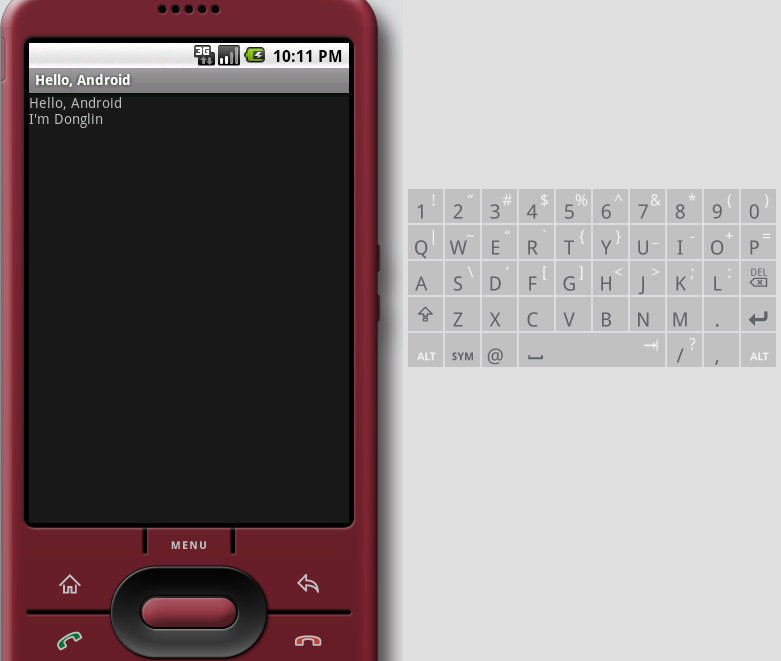 3G 10:11 PM
Hello, Android
Hello, Android
I'm Donglin
MENU
1 ! 2 “ 3 # 4 $ 5 % 6 ^ 7 & 8 * 9 ( 0 )
Q | W ~ E “ R ` T { Y } U _ I - O + P =
A S \ D ' F [ G ] H < J > K ; L : DEL
Z X C V B N M .
ALT SYM @ / ? , ALT